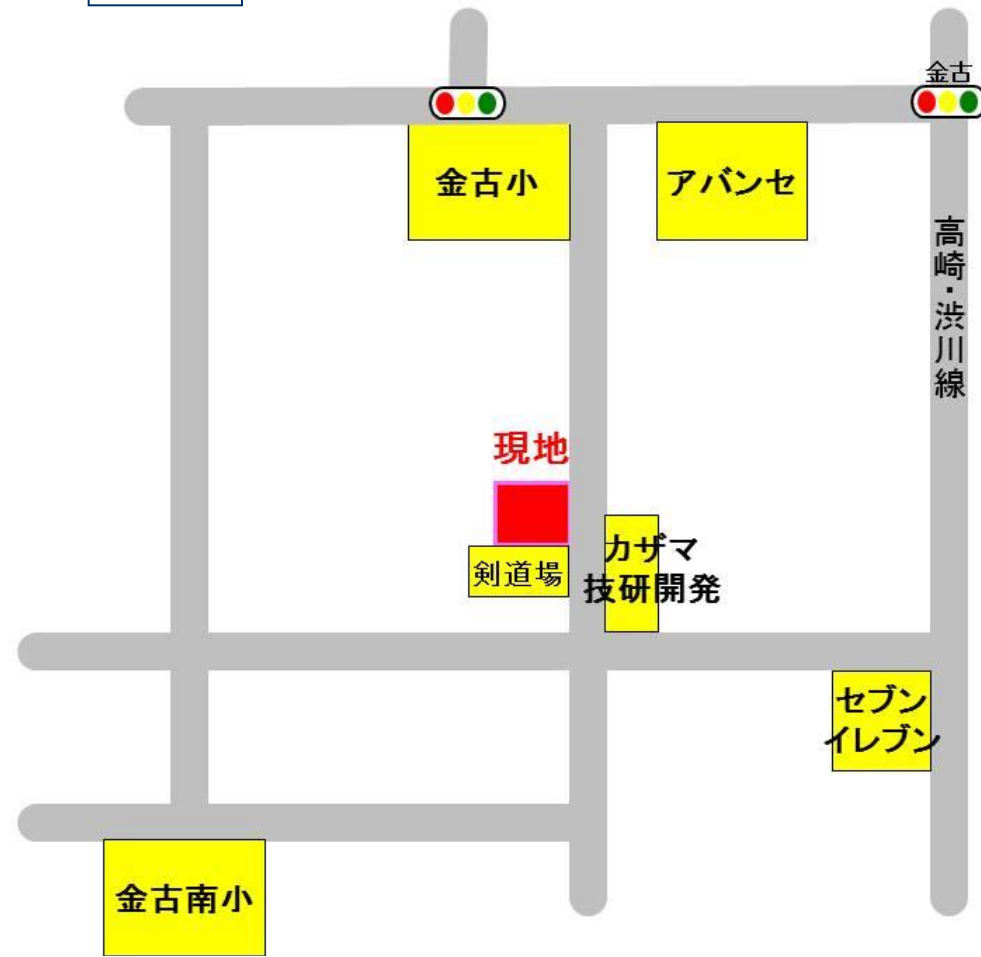 金古
金古小
アバンセ
高崎・渋川線
現地
カザマ
技研開発
剣道場
セブン
イレブン
金古南小